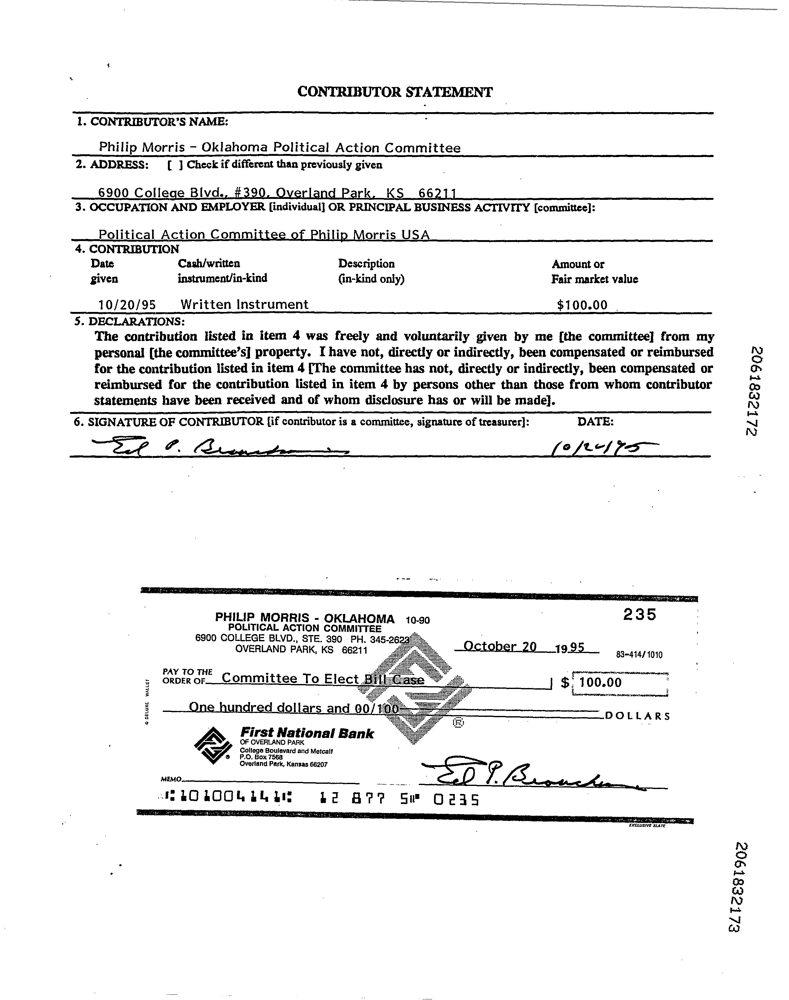 CONTRIBUTOR STATEMENT
1. CONTRIBUTOR'S NAME:
Philip Morris - Oklahoma Political Action Committee
2. ADDRESS: [ ] Check if different than previously given
6900 College Blvd., #390, Overland Park, KS 66211
3. OCCUPATION AND EMPLOYER [individual] OR PRINCIPAL BUSINESS ACTIVITY [committee]:
Political Action Committee of Philip Morris USA
4. CONTRIBUTION
Date Cash/written Description Amount or
given instrument/in-kind (in-kind only) Fair market value
10/20/95 Written Instrument $100.00
5. DECLARATIONS:
The contribution listed in item 4 was freely and voluntarily given by me [the committee] from my
personal [the committee's] property. I have not, directly or indirectly, been compensated or reimbursed
for the contribution listed in item 4 [The committee has not, directly or indirectly, been compensated or
reimbursed for the contribution listed in item 4 by persons other than those from whom contributor
statements have been received and of whom disclosure has or will be made].
6. SIGNATURE OF CONTRIBUTOR [if contributor is a committee, signature of treasurer]: DATE:
Ed P.
2061832172
PHILIP MORRIS - OKLAHOMA 10-90
POLITICAL ACTION COMMITTEE
6900 COLLEGE BLVD., STE. 390 PH. 345-2623
OVERLAND PARK, KS 66211
235
October 20 1995
83-414/1010
PAY TO THE
ORDER OF Committee To Elect Bill Case $ 100.00
One hundred dollars and 00/100 DOLLARS
®
First National Bank
OF OVERLAND PARK
College Boulevard and Metcalf
P.O. Box 7568
Overland Park, Kansas 66207
© DELUXE WALLET
MEMO
Ed P.
⑆101004141⑆ 12 877 5⑈ 0235
EXCLUSIVE SLATE
2061832173